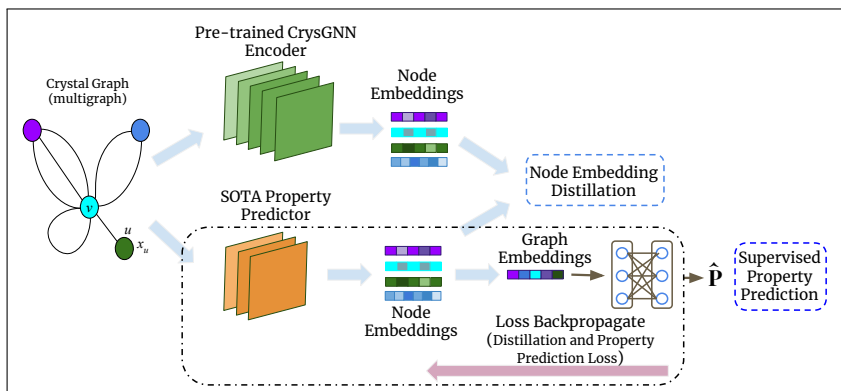 Pre-trained CrysGNN
Encoder
Crystal Graph
(multigraph)
Node
Embeddings
v
u
x_u
SOTA Property
Predictor
Node Embedding
Distillation
Graph
Embeddings
Node
Embeddings
P̂
Supervised
Property
Prediction
Loss Backpropagate
(Distillation and Property
Prediction Loss)